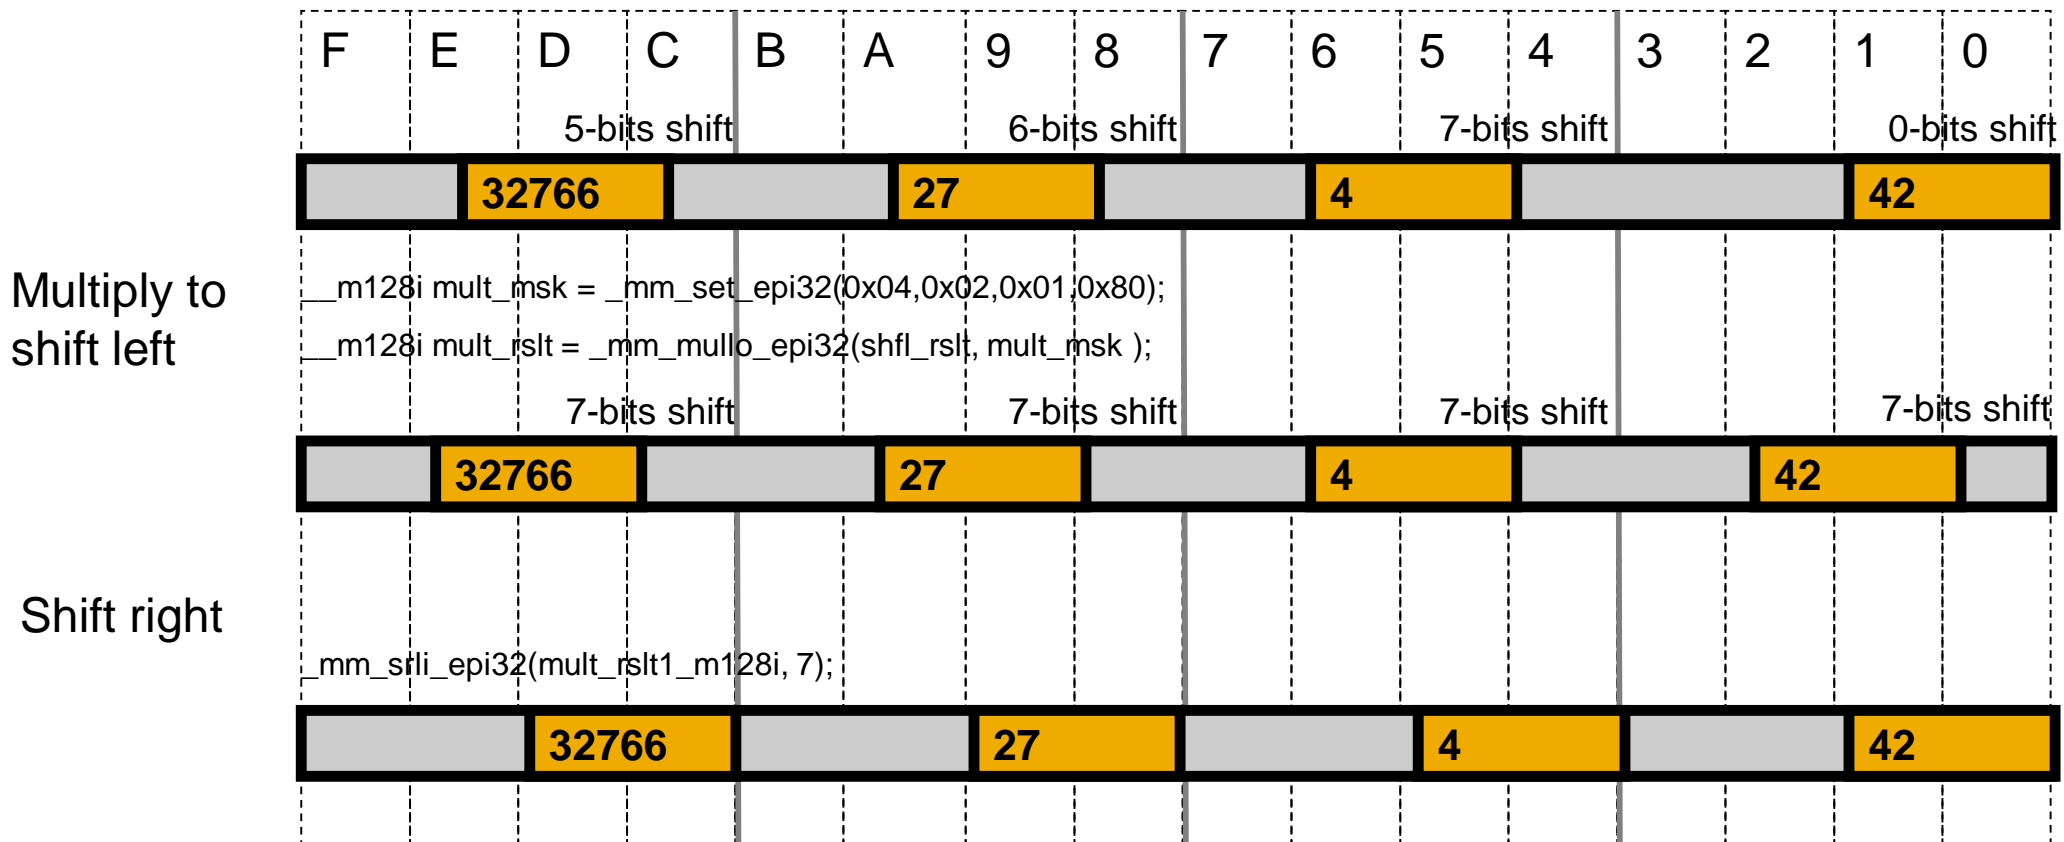 F E D C B A 9 8 7 6 5 4 3 2 1 0
5-bits shift 6-bits shift 7-bits shift 0-bits shift
32766 27 4 42
Multiply to
shift left
__m128i mult_msk = _mm_set_epi32(0x04,0x02,0x01,0x80);
__m128i mult_rslt = _mm_mullo_epi32(shfl_rslt, mult_msk );
7-bits shift 7-bits shift 7-bits shift 7-bits shift
32766 27 4 42
Shift right
_mm_srli_epi32(mult_rslt1_m128i, 7);
32766 27 4 42